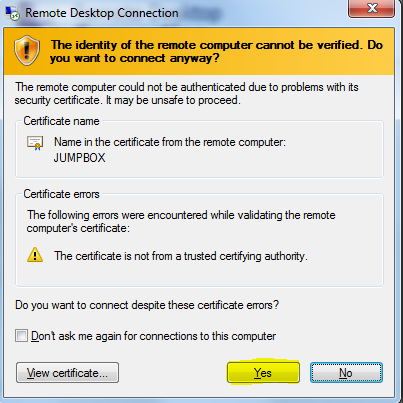 Remote Desktop Connection
The identity of the remote computer cannot be verified. Do
you want to connect anyway?
The remote computer could not be authenticated due to problems with its
security certificate. It may be unsafe to proceed.
Certificate name
Name in the certificate from the remote computer:
JUMPBOX
Certificate errors
The following errors were encountered while validating the remote
computer's certificate:
The certificate is not from a trusted certifying authority.
Do you want to connect despite these certificate errors?
Don't ask me again for connections to this computer
View certificate... Yes No